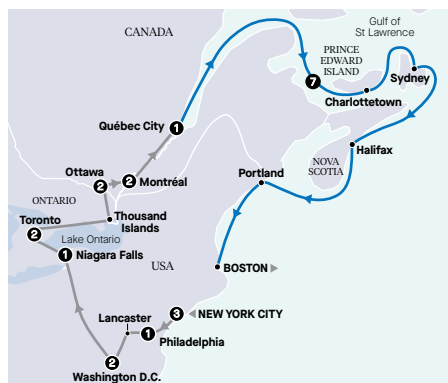 Gulf of
St Lawrence
CANADA
PRINCE
EDWARD
ISLAND
Sydney
7
Charlottetown
Québec City
1
Halifax
Ottawa
2
2
Montréal
NOVA
SCOTIA
Portland
ONTARIO
Toronto
2
Thousand
Islands
Lake Ontario
1
Niagara Falls
USA
BOSTON
Lancaster
3
NEW YORK CITY
1
Philadelphia
2
Washington D.C.